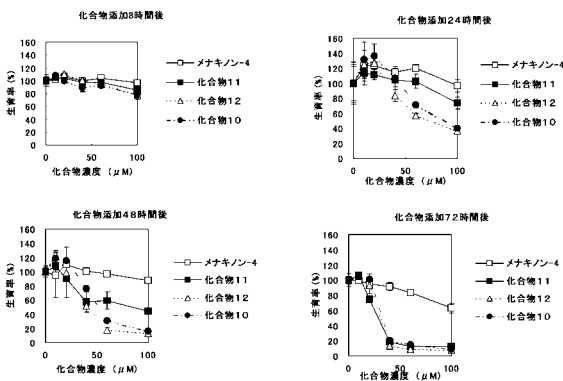 化合物添加8時間後
160
140
120
100
80
60
40
20
0
生育率 (%)
0
50
100
化合物濃度 (μM)
メナキノン-4
化合物11
化合物12
化合物10
化合物添加24時間後
160
140
120
100
80
60
40
20
0
生育率 (%)
0
50
100
化合物濃度 (μM)
メナキノン-4
化合物11
化合物12
化合物10
化合物添加48時間後
160
140
120
100
80
60
40
20
0
生育率 (%)
0
50
100
化合物濃度 (μM)
メナキノン-4
化合物11
化合物12
化合物10
化合物添加72時間後
160
140
120
100
80
60
40
20
0
生育率 (%)
0
50
100
化合物濃度 (μM)
メナキノン-4
化合物11
化合物12
化合物10